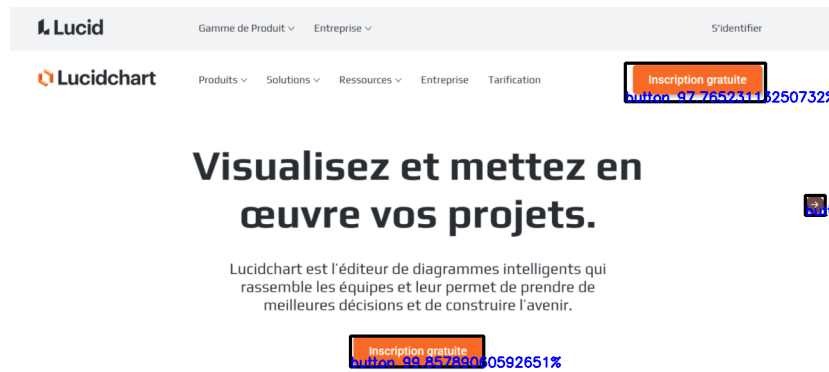 Lucid
Gamme de Produit
Entreprise
S'identifier
Lucidchart
Produits
Solutions
Ressources
Entreprise
Tarification
Inscription gratuite
button 97.76523113250732%
Visualisez et mettez en
œuvre vos projets.
Lucidchart est l'éditeur de diagrammes intelligents qui
rassemble les équipes et leur permet de prendre de
meilleures décisions et de construire l'avenir.
Inscription gratuite
button 99.85789060592651%